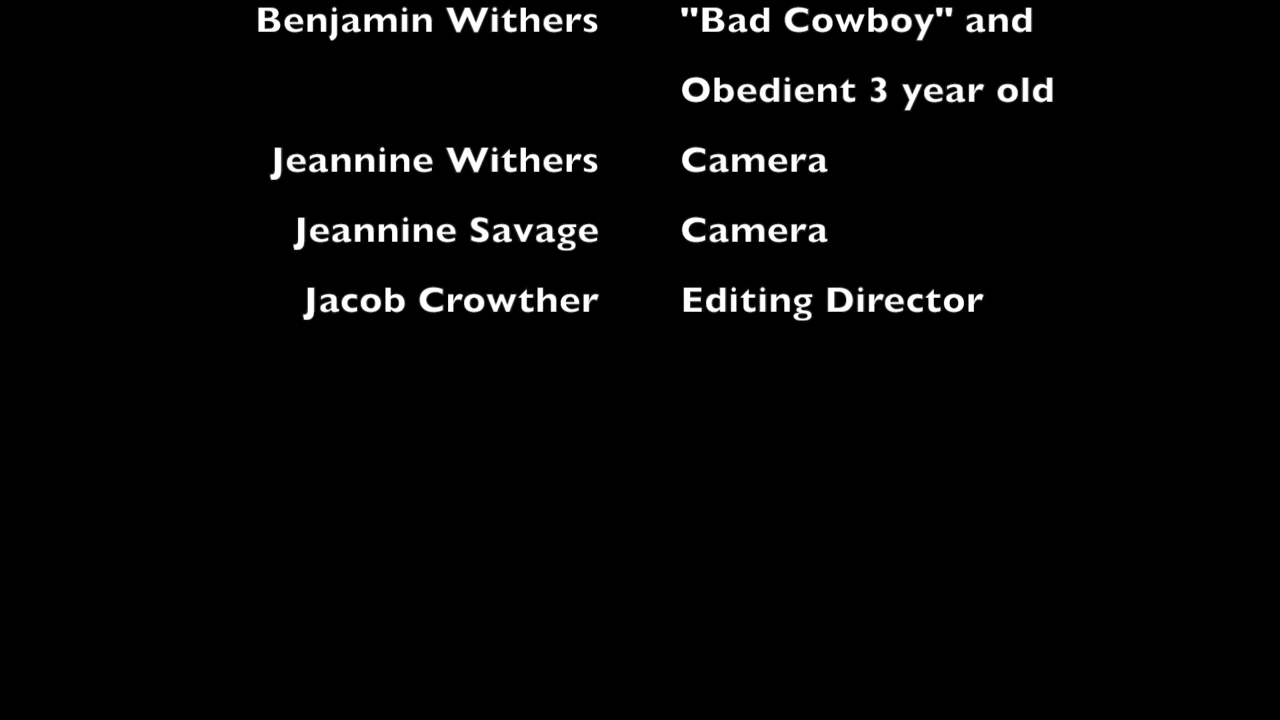 Benjamin Withers "Bad Cowboy" and
Obedient 3 year old
Jeannine Withers Camera
Jeannine Savage Camera
Jacob Crowther Editing Director